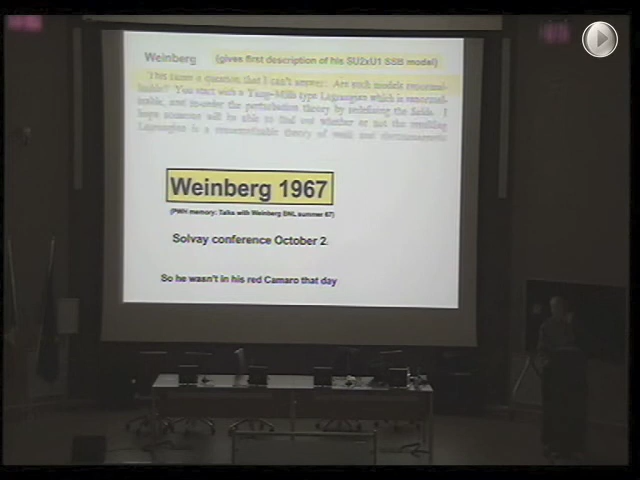 Weinberg (gives first description of his SU2xU1 SSB model)
This raises a question that I can't answer: Are such models renormal-
izable? You start with a Yang-Mills type Lagrangian which is renormal-
izable, and re-order the perturbation theory by redefining the fields. I
hope someone will be able to find out whether or not the resulting
Lagrangian is a renormalizable theory of weak and electromagnetic
Weinberg 1967
(PWH memory: Talks with Weinberg BNL summer 67)
Solvay conference October 2.
So he wasn't in his red Camaro that day